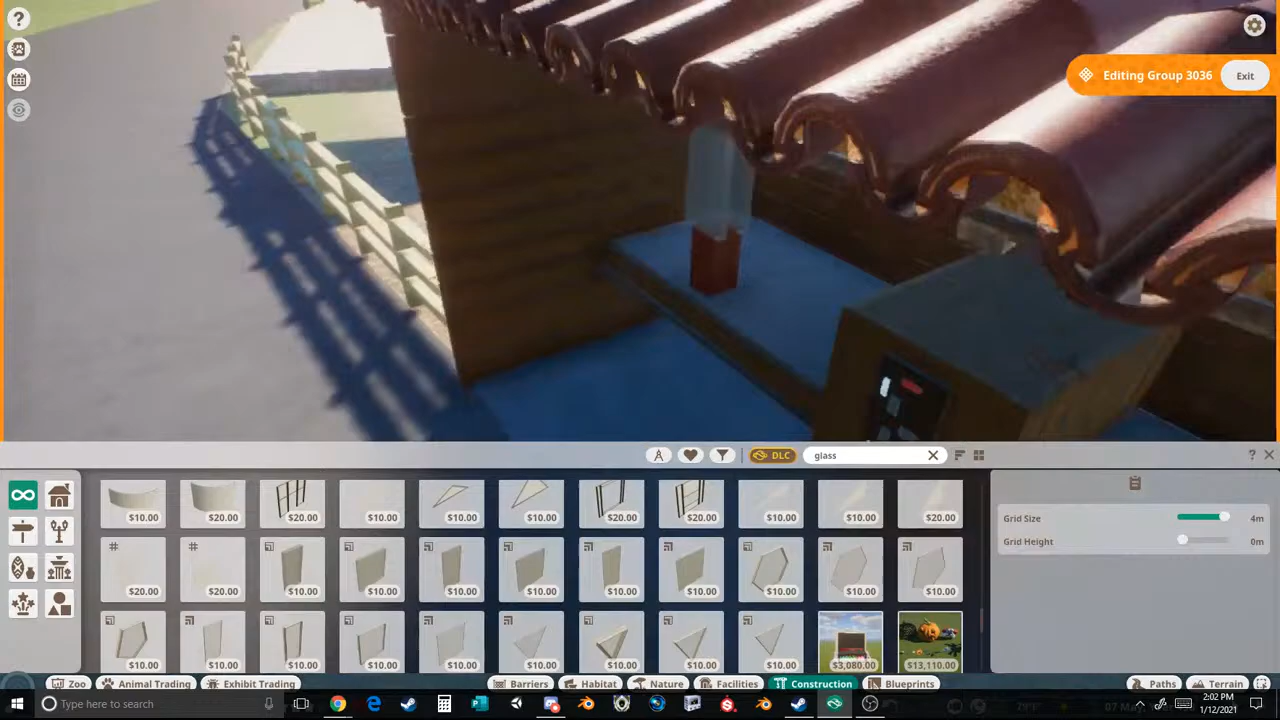 ?
Editing Group 3036 Exit
DLC glass ?
$10.00 $20.00 $20.00 $10.00 $10.00 $10.00 $20.00 $20.00 $10.00 $10.00 $20.00
Grid Size 4m
Grid Height 0m
$20.00 $20.00 $10.00 $10.00 $10.00 $10.00 $10.00 $10.00 $10.00 $10.00 $10.00
$10.00 $10.00 $10.00 $10.00 $10.00 $10.00 $10.00 $10.00 $10.00 $3,080.00 $13,110.00
Zoo Animal Trading Exhibit Trading Barriers Habitat Nature Facilities Construction Blueprints Paths Terrain
Type here to search
2:02 PM
1/12/2021